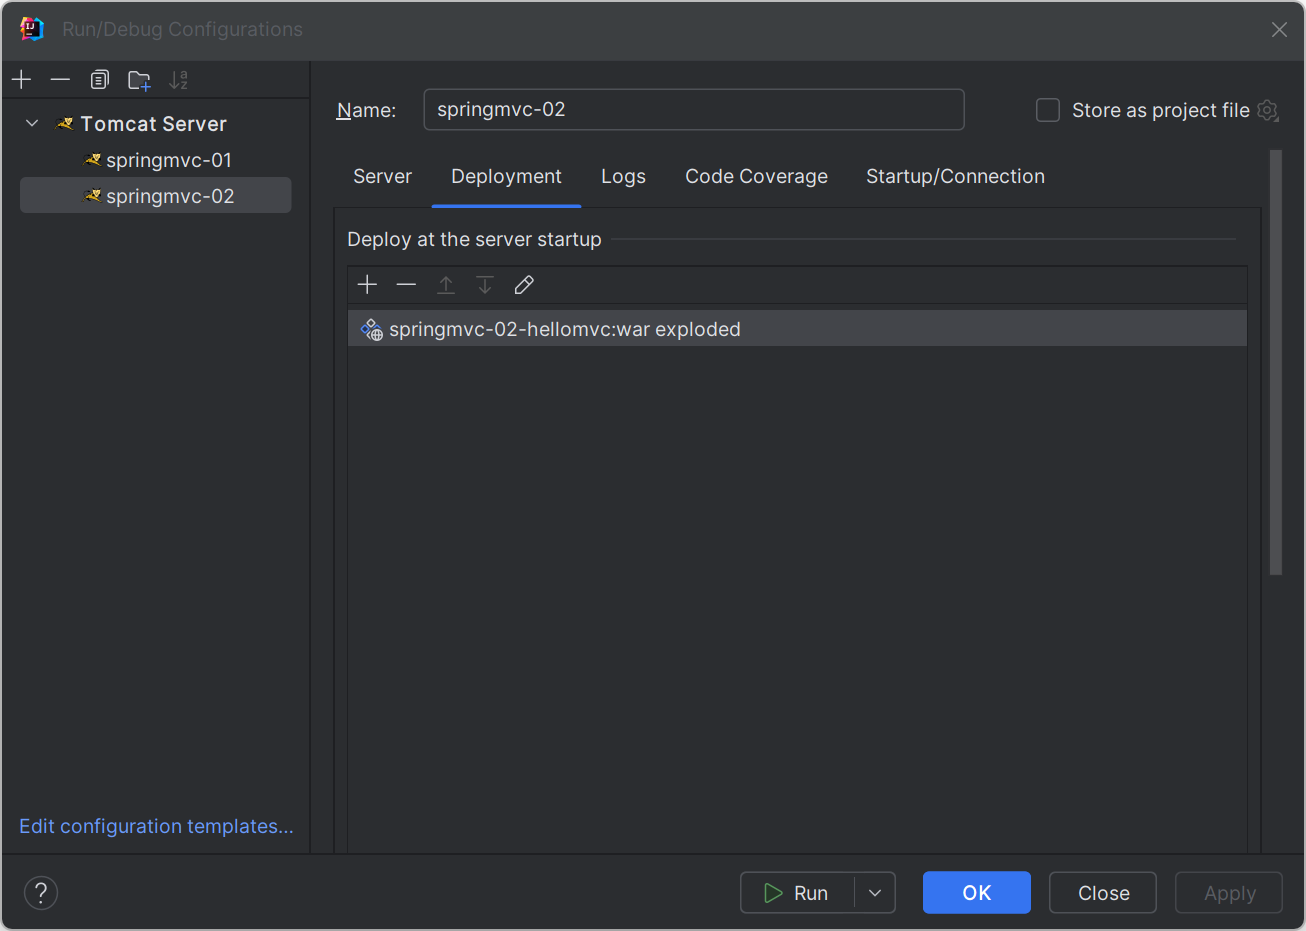 Run/Debug Configurations
Tomcat Server
springmvc-01
springmvc-02
Edit configuration templates...
Name: springmvc-02 Store as project file
Server Deployment Logs Code Coverage Startup/Connection
Deploy at the server startup
springmvc-02-hellomvc:war exploded
? Run OK Close Apply